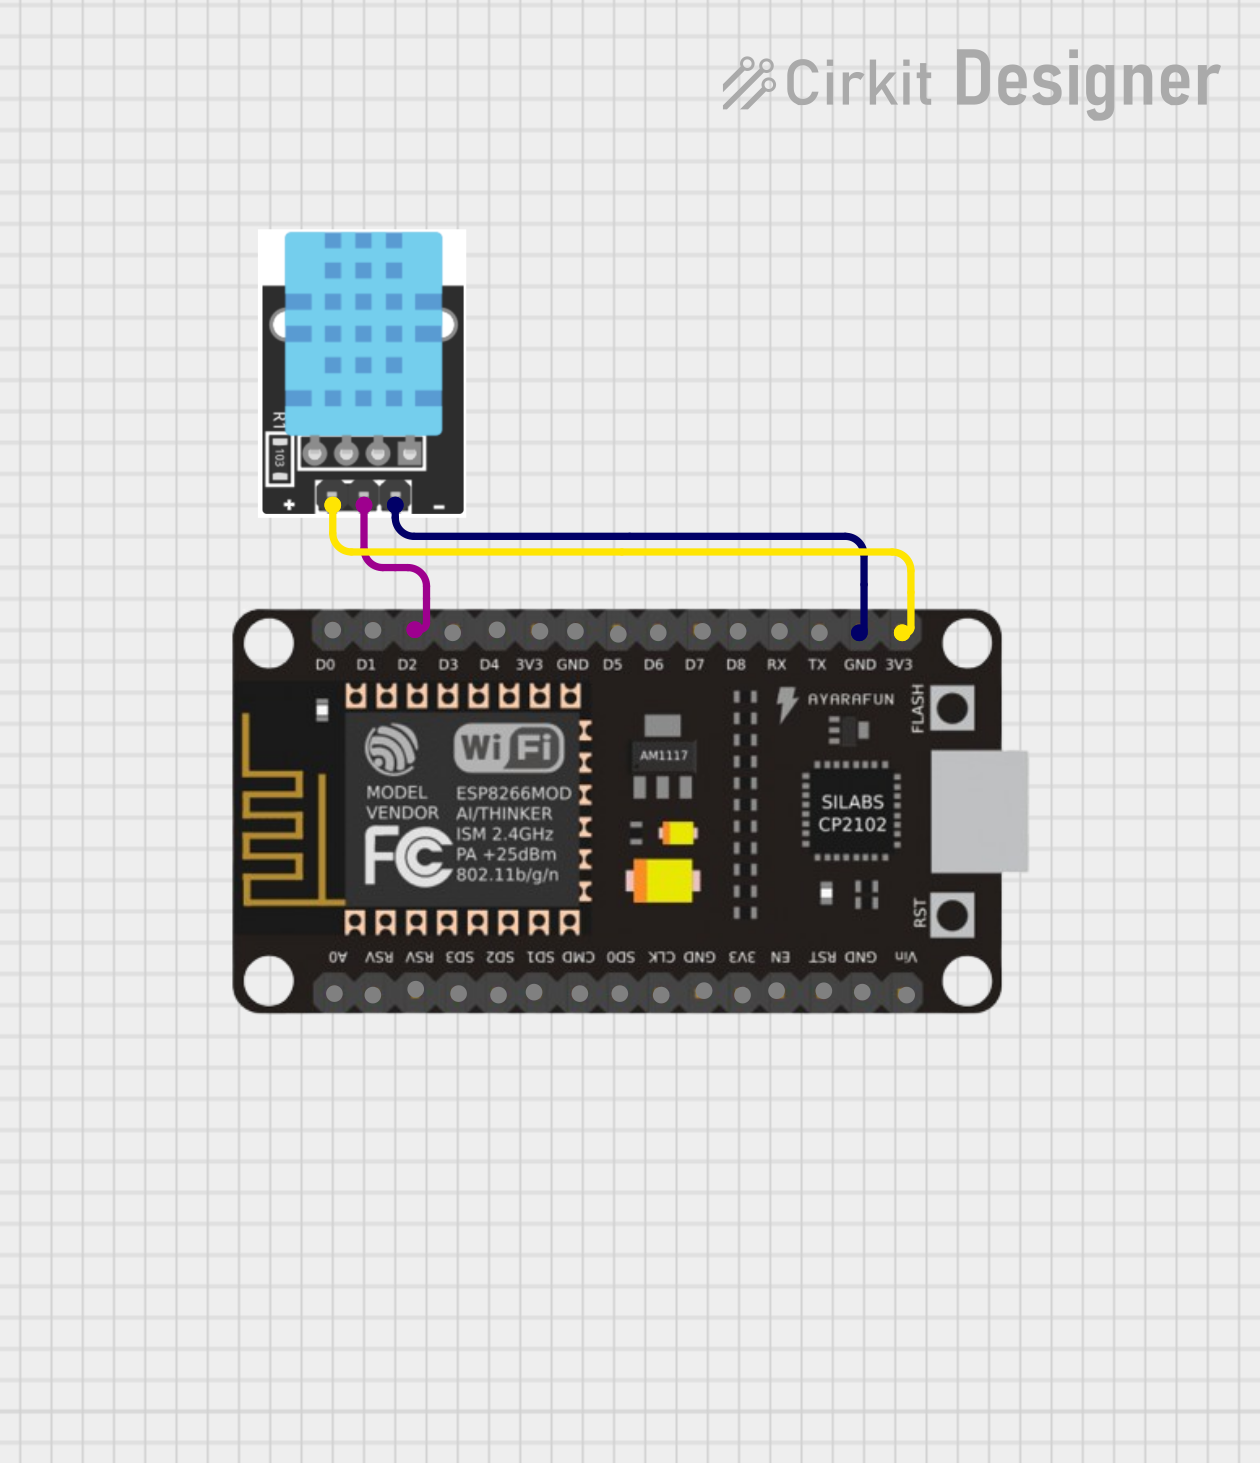 Cirkit Designer
R1
103
+ -
D0 D1 D2 D3 D4 3V3 GND D5 D6 D7 D8 RX TX GND 3V3
AYARAFUN
FLASH
WiFi
AM1117
MODEL
VENDOR
ESP8266MOD
AI/THINKER
ISM 2.4GHz
PA +25dBm
802.11b/g/n
FC
SILABS
CP2102
RST
A0 RSV RSV SD3 SD2 SD1 CMD SD0 CLK GND 3V3 EN RST GND Vin